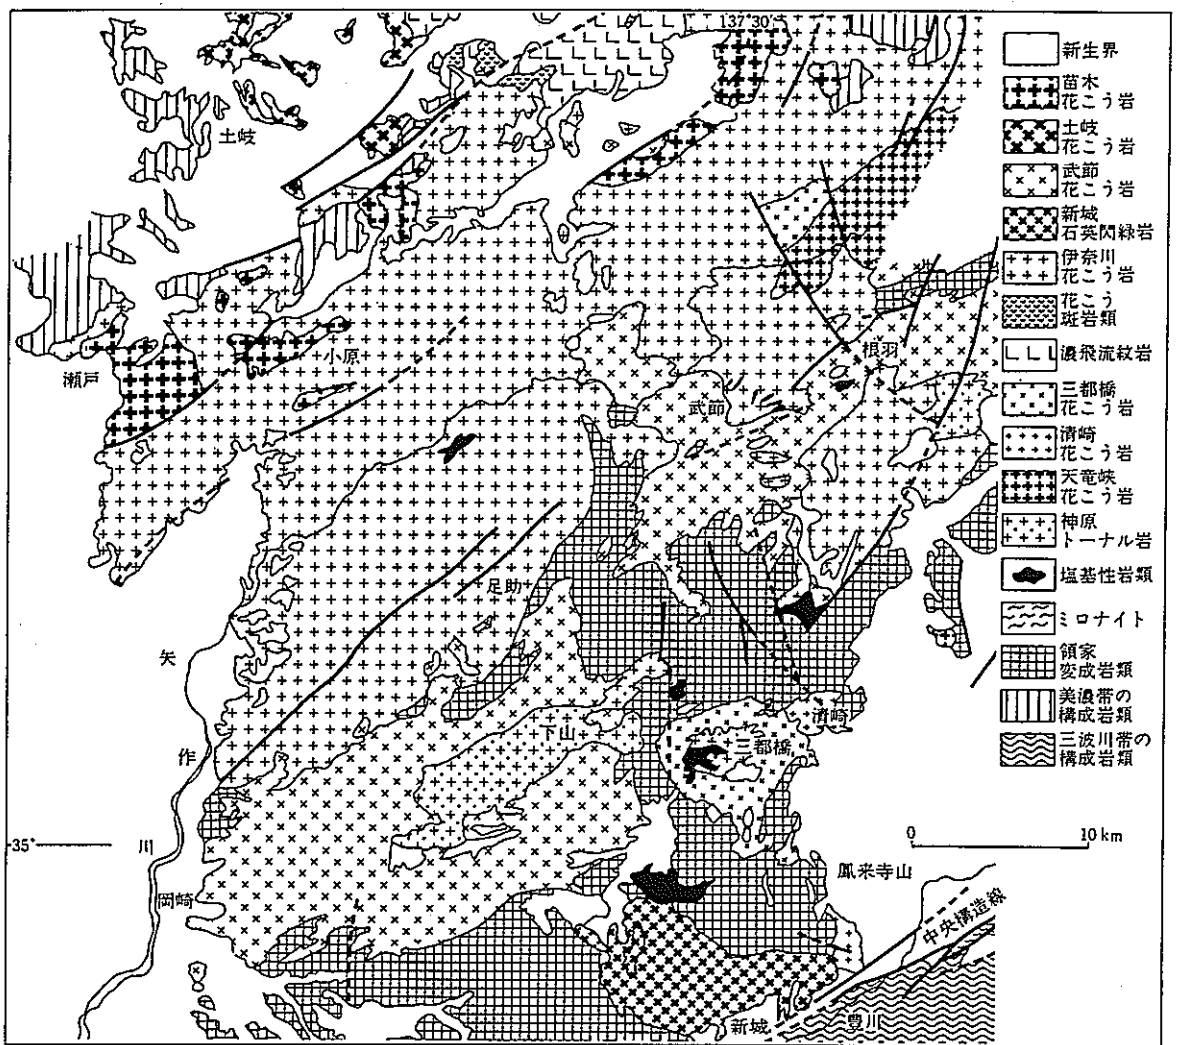 137°30′
土岐
瀬戸
小原
武節
根羽
足助
矢
作
川
下山
三都橋
清崎
35°
岡崎
鳳来寺山
中央構造線
新城
豊川
0 10 km
新生界
苗木
花こう岩
土岐
花こう岩
武節
花こう岩
新城
石英閃緑岩
伊奈川
花こう岩
花こう
斑岩類
濃飛流紋岩
三都橋
花こう岩
清崎
花こう岩
天竜峡
花こう岩
神原
トーナル岩
塩基性岩類
ミロナイト
領家
変成岩類
美濃帯の
構成岩類
三波川帯の
構成岩類